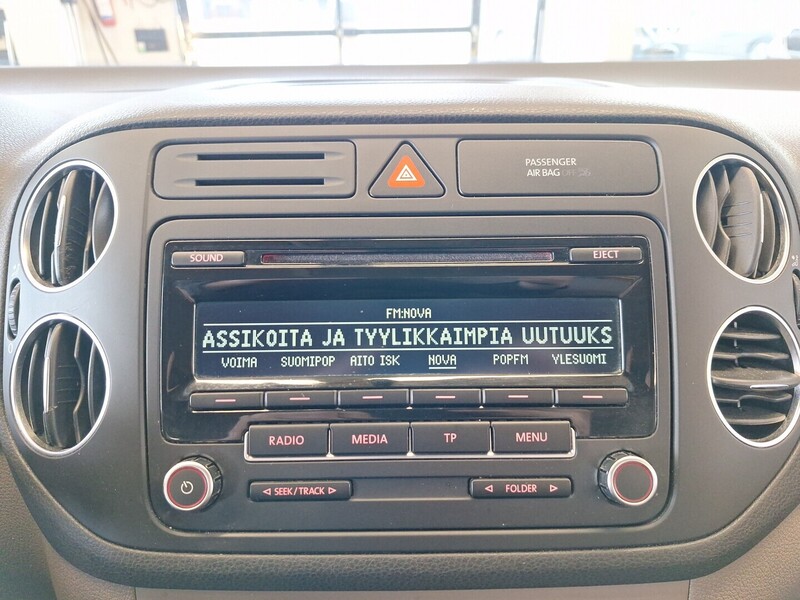 PASSENGER
AIR BAG OFF
SOUND
EJECT
FM:NOVA
ASSIKOITA JA TYYLIKKAIMPIA UUTUUKS
VOIMA SUOMIPOP AITO ISK NOVA POPFM YLESUOMI
RADIO MEDIA TP MENU
SEEK/TRACK
FOLDER